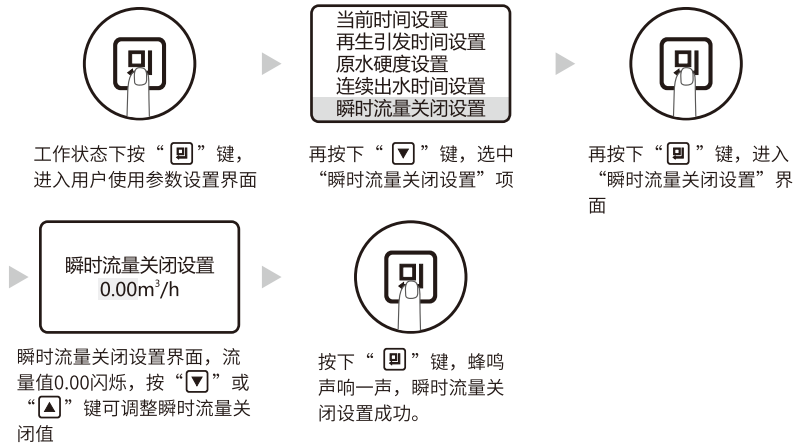 当前时间设置
再生引发时间设置
原水硬度设置
连续出水时间设置
瞬时流量关闭设置
工作状态下按“ ”键，
进入用户使用参数设置界面
再按下“▼”键，选中
“瞬时流量关闭设置”项
再按下“ ”键，进入
“瞬时流量关闭设置”界
面
瞬时流量关闭设置
0.00m³/h
瞬时流量关闭设置界面，流
量值0.00闪烁，按“▼”或
“▲”键可调整瞬时流量关
闭值
按下“ ”键，蜂鸣
声响一声，瞬时流量关
闭设置成功。